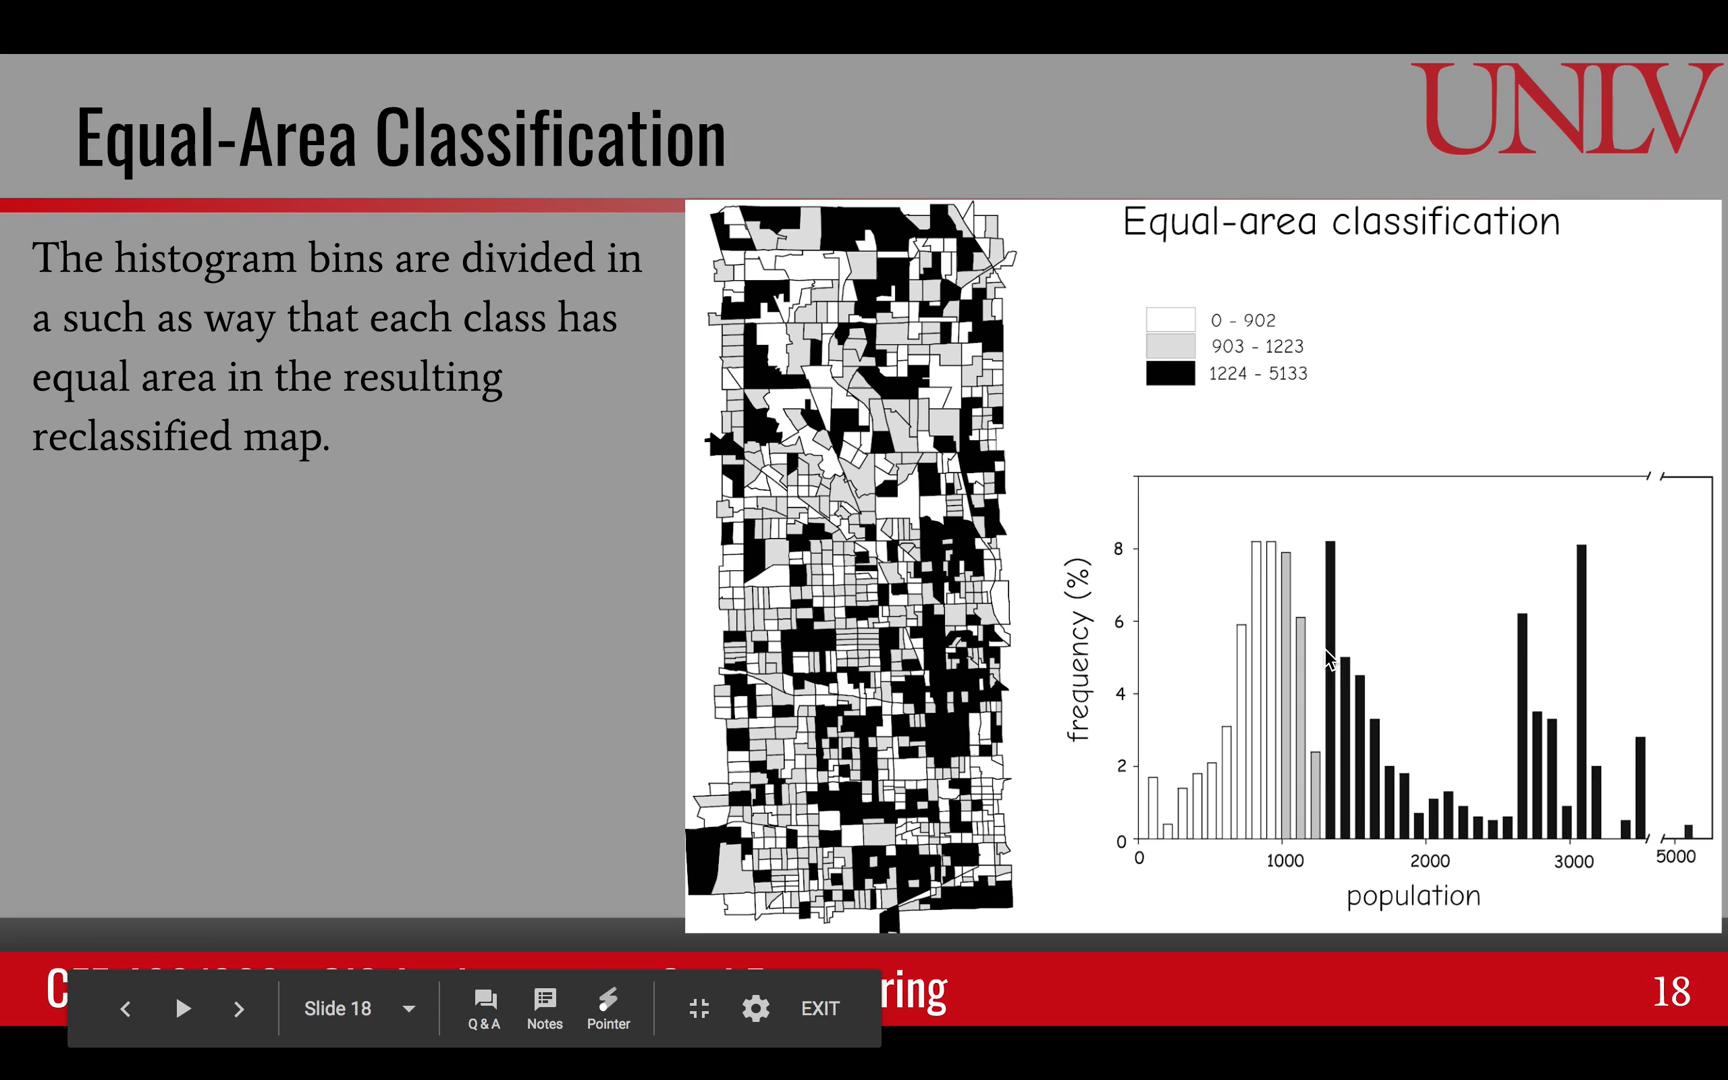 UNLV
Equal-Area Classification
The histogram bins are divided in
a such as way that each class has
equal area in the resulting
reclassified map.
Equal-area classification
0 - 902
903 - 1223
1224 - 5133
frequency (%)
8
6
4
2
0
0 1000 2000 3000 5000
population
18
Slide 18
Q & A
Notes
Pointer
EXIT